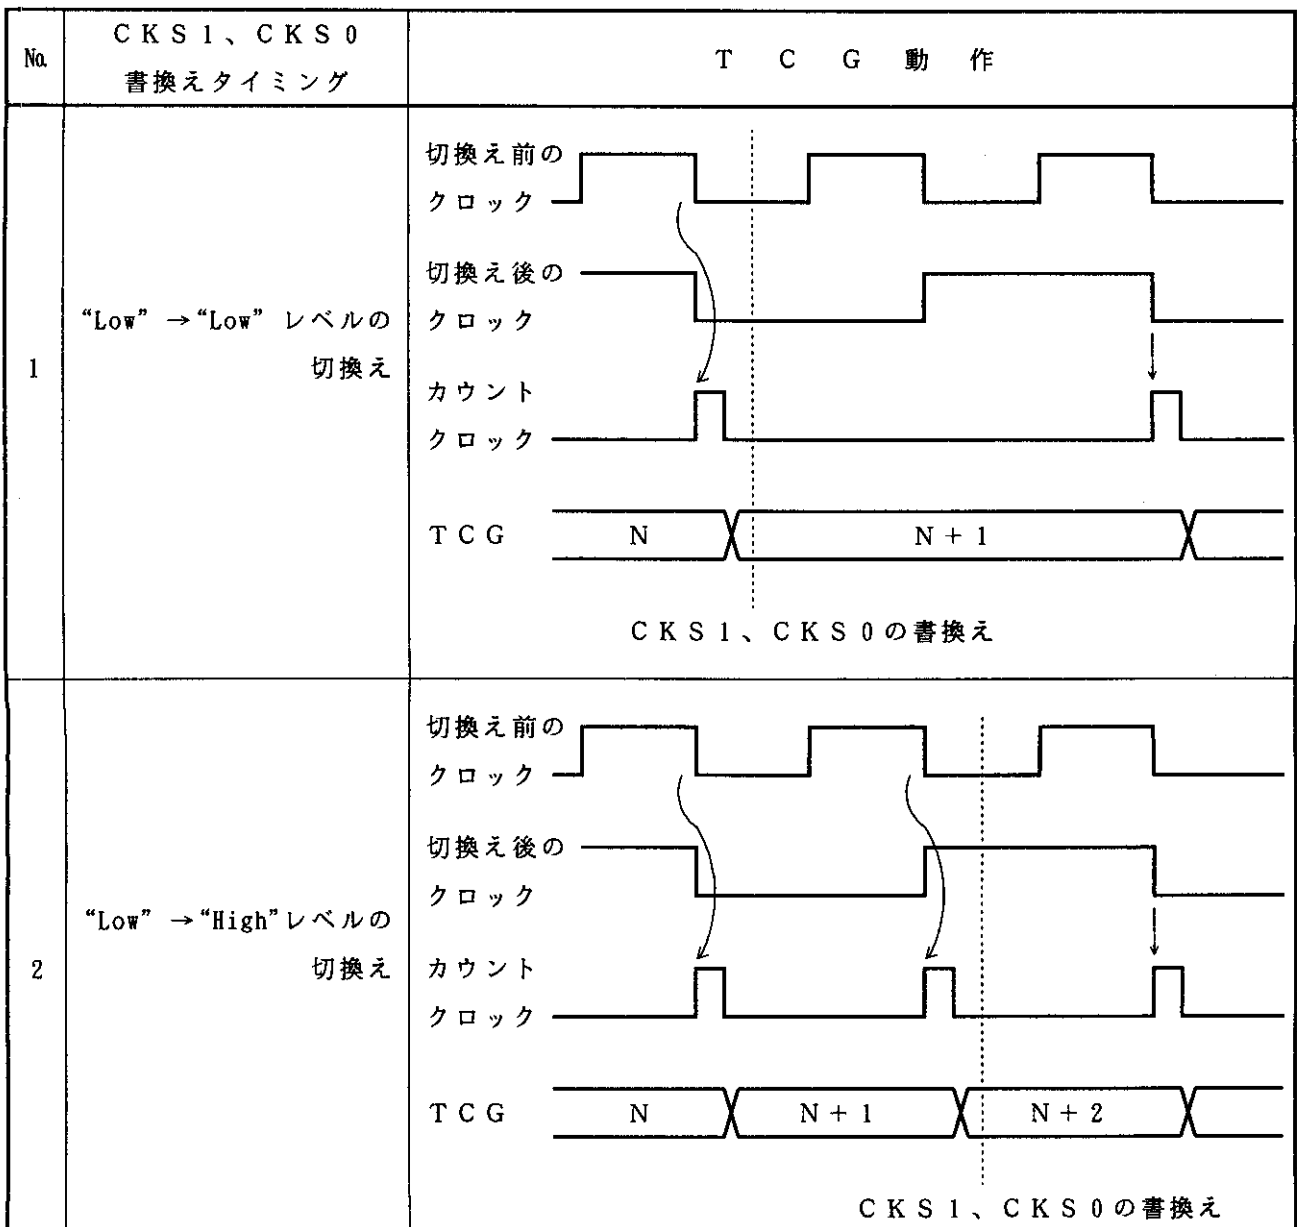 No.
CKS1、CKS0
書換えタイミング
TCG動作
1
“Low”→“Low”レベルの
切換え
切換え前の
クロック
切換え後の
クロック
カウント
クロック
TCG
N
N+1
CKS1、CKS0の書換え
2
“Low”→“High”レベルの
切換え
切換え前の
クロック
切換え後の
クロック
カウント
クロック
TCG
N
N+1
N+2
CKS1、CKS0の書換え